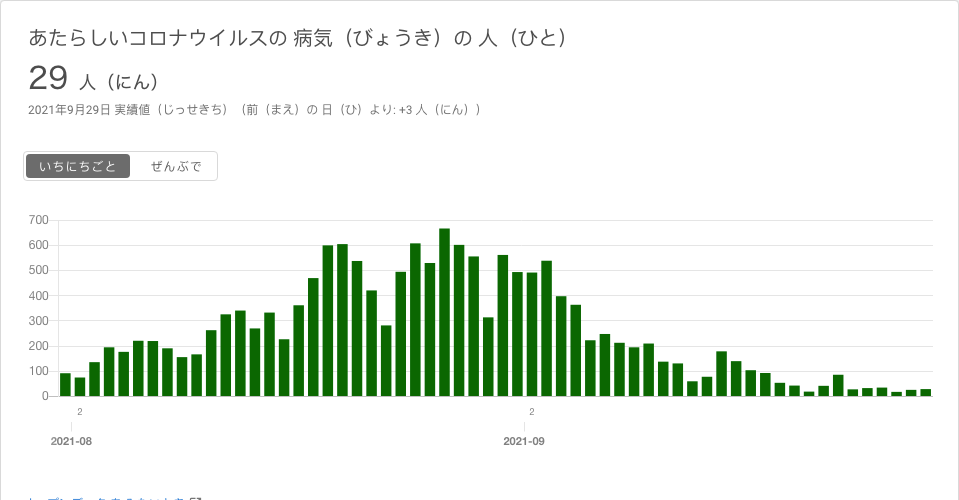 あたらしいコロナウイルスの 病気（びょうき）の 人（ひと）
29 人（にん）
2021年9月29日 実績値（じっせきち）（前（まえ）の 日（ひ）より: +3 人（にん））
いちにちごと ぜんぶで
700
600
500
400
300
200
100
0
2 2
2021-08 2021-09